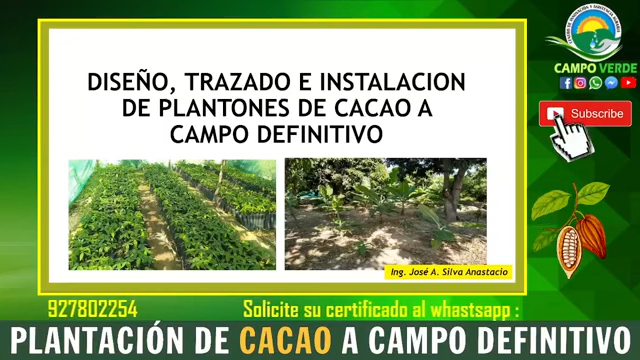 DISEÑO, TRAZADO E INSTALACION
DE PLANTONES DE CACAO A
CAMPO DEFINITIVO
Ing. José A. Silva Anastacio
CAMPO VERDE
Subscribe
927802254
Solicite su certificado al whastsapp :
PLANTACIÓN DE CACAO A CAMPO DEFINITIVO